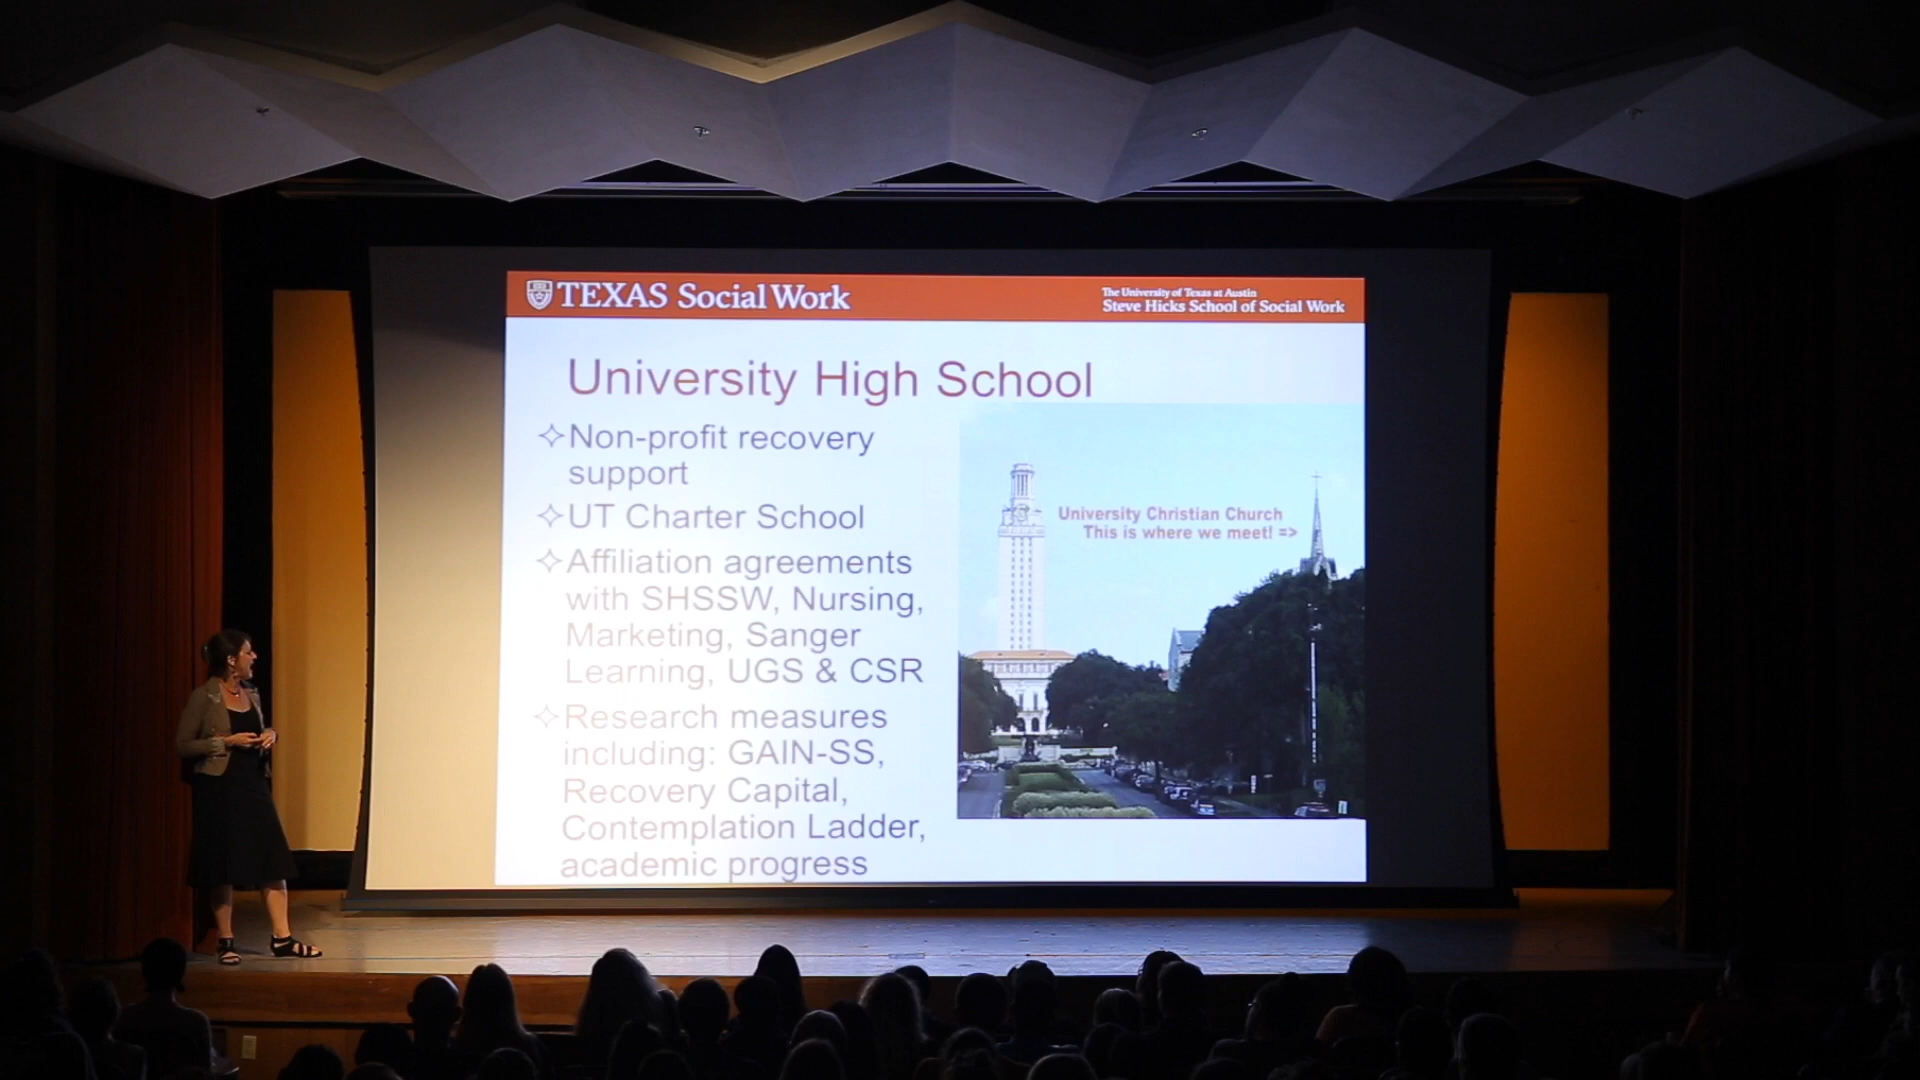 TEXAS Social Work
The University of Texas at Austin
Steve Hicks School of Social Work
University High School
Non-profit recovery
support
UT Charter School
Affiliation agreements
with SHSSW, Nursing,
Marketing, Sanger
Learning, UGS & CSR
Research measures
including: GAIN-SS,
Recovery Capital,
Contemplation Ladder,
academic progress
University Christian Church
This is where we meet! =>